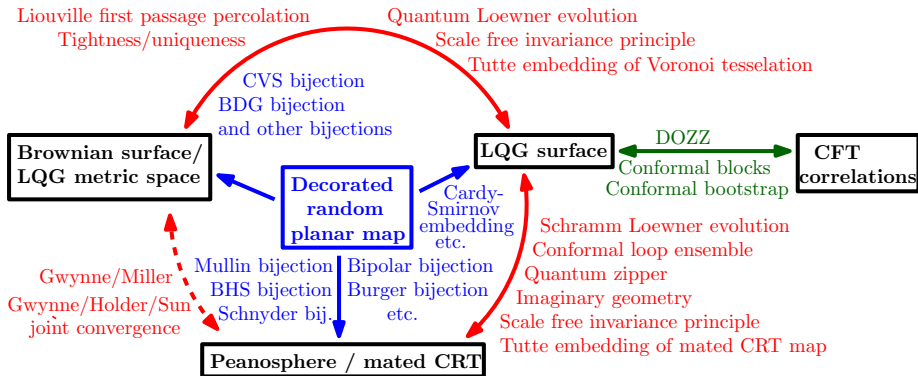 Liouville first passage percolation
Tightness/uniqueness
Quantum Loewner evolution
Scale free invariance principle
Tutte embedding of Voronoi tesselation
CVS bijection
BDG bijection
and other bijections
Brownian surface/
LQG metric space
LQG surface
DOZZ
Conformal blocks
Conformal bootstrap
CFT
correlations
Decorated
random
planar map
Cardy-
Smirnov
embedding
etc.
Schramm Loewner evolution
Conformal loop ensemble
Quantum zipper
Imaginary geometry
Scale free invariance principle
Tutte embedding of mated CRT map
Mullin bijection
BHS bijection
Schnyder bij.
Bipolar bijection
Burger bijection
etc.
Gwynne/Miller
Gwynne/Holder/Sun
joint convergence
Peanosphere / mated CRT